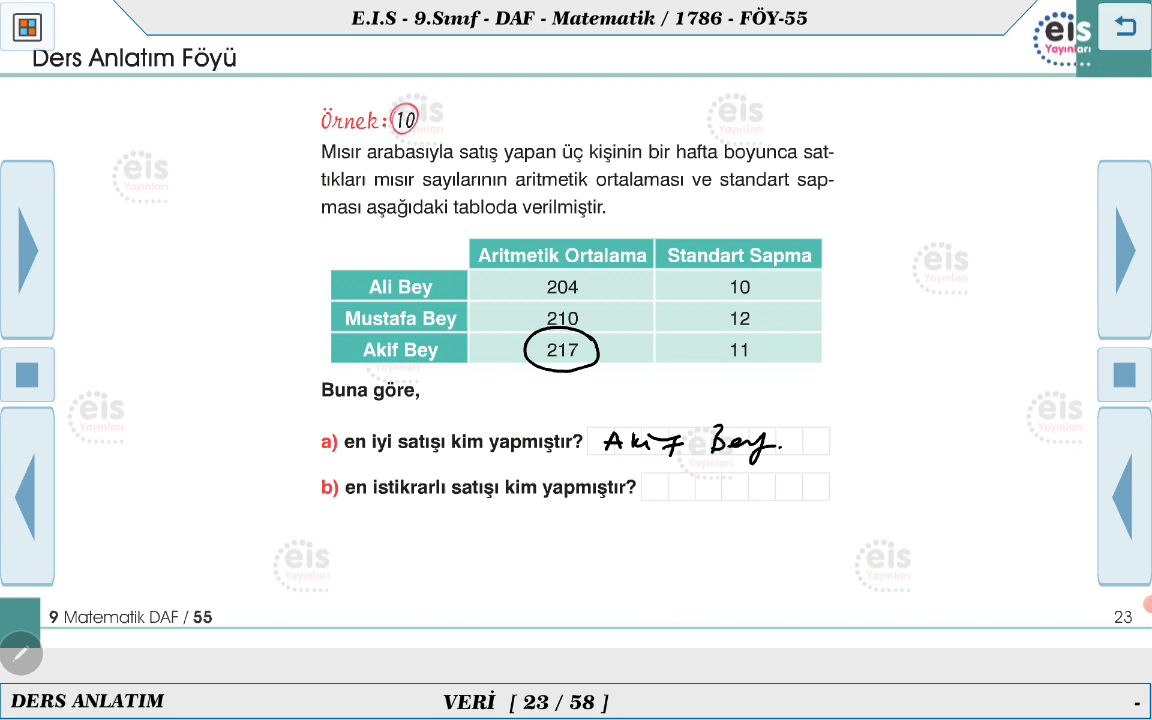 E.I.S - 9.Sınıf - DAF - Matematik / 1786 - FÖY-55
eis
Yayınları
Ders Anlatım Föyü
Örnek: 10
Mısır arabasıyla satış yapan üç kişinin bir hafta boyunca sat-
tıkları mısır sayılarının aritmetik ortalaması ve standart sap-
ması aşağıdaki tabloda verilmiştir.
Aritmetik Ortalama Standart Sapma
Ali Bey 204 10
Mustafa Bey 210 12
Akif Bey 217 11
Buna göre,
a) en iyi satışı kim yapmıştır? Akif Bey.
b) en istikrarlı satışı kim yapmıştır?
9 Matematik DAF / 55
23
DERS ANLATIM
VERİ [ 23 / 58 ]
-